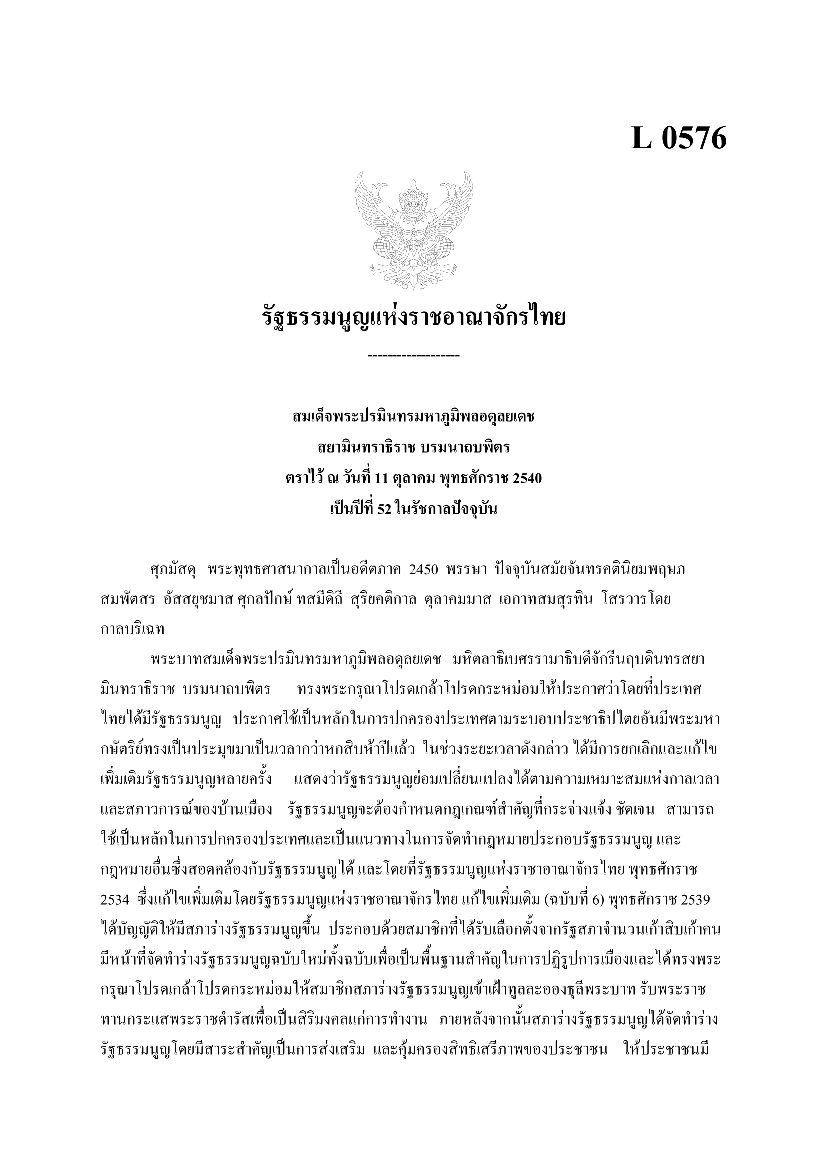 L 0576
รัฐธรรมนูญแห่งราชอาณาจักรไทย
-------------------
สมเด็จพระปรมินทรมหาภูมิพลอดุลยเดช
สยามินทราธิราช บรมนาถบพิตร
ตราไว้ ณ วันที่ 11 ตุลาคม พุทธศักราช 2540
เป็นปีที่ 52 ในรัชกาลปัจจุบัน
ศุภมัสดุ พระพุทธศาสนากาลเป็นอดีตภาค 2450 พรรษา ปัจจุบันสมัยจันทรคตินิยมพฤษภ
สมพัตสร อัสสยุชมาส ศุกลปักษ์ ทสมีดิถี สุริยคติกาล ตุลาคมมาส เอกาทสมสุรทิน โสรวารโดย
กาลบริเฉท
พระบาทสมเด็จพระปรมินทรมหาภูมิพลอดุลยเดช มหิตลาธิเบศรรามาธิบดีจักรีนฤบดินทรสยา
มินทราธิราช บรมนาถบพิตร ทรงพระกรุณาโปรดเกล้าโปรดกระหม่อมให้ประกาศว่าโดยที่ประเทศ
ไทยได้มีรัฐธรรมนูญ ประกาศใช้เป็นหลักในการปกครองประเทศตามระบอบประชาธิปไตยอันมีพระมหา
กษัตริย์ทรงเป็นประมุขมาเป็นเวลากว่าหกสิบห้าปีแล้ว ในช่วงระยะเวลาดังกล่าว ได้มีการยกเลิกและแก้ไข
เพิ่มเติมรัฐธรรมนูญหลายครั้ง แสดงว่ารัฐธรรมนูญย่อมเปลี่ยนแปลงได้ตามความเหมาะสมแห่งกาลเวลา
และสภาวการณ์ของบ้านเมือง รัฐธรรมนูญจะต้องกำหนดกฎเกณฑ์สำคัญที่กระจ่างแจ้ง ชัดเจน สามารถ
ใช้เป็นหลักในการปกครองประเทศและเป็นแนวทางในการจัดทำกฎหมายประกอบรัฐธรรมนูญ และ
กฎหมายอื่นซึ่งสอดคล้องกับรัฐธรรมนูญได้ และโดยที่รัฐธรรมนูญแห่งราชาอาณาจักรไทย พุทธศักราช
2534 ซึ่งแก้ไขเพิ่มเติมโดยรัฐธรรมนูญแห่งราชอาณาจักรไทย แก้ไขเพิ่มเติม (ฉบับที่ 6) พุทธศักราช 2539
ได้บัญญัติให้มีสภาร่างรัฐธรรมนูญขึ้น ประกอบด้วยสมาชิกที่ได้รับเลือกตั้งจากรัฐสภาจำนวนเก้าสิบเก้าคน
มีหน้าที่จัดทำร่างรัฐธรรมนูญฉบับใหม่ทั้งฉบับเพื่อเป็นพื้นฐานสำคัญในการปฏิรูปการเมืองและได้ทรงพระ
กรุณาโปรดเกล้าโปรดกระหม่อมให้สมาชิกสภาร่างรัฐธรรมนูญเข้าเฝ้าทูลละอองธุลีพระบาท รับพระราช
ทานกระแสพระราชดำรัสเพื่อเป็นสิริมงคลแก่การทำงาน ภายหลังจากนั้นสภาร่างรัฐธรรมนูญได้จัดทำร่าง
รัฐธรรมนูญโดยมีสาระสำคัญเป็นการส่งเสริม และคุ้มครองสิทธิเสรีภาพของประชาชน ให้ประชาชนมี